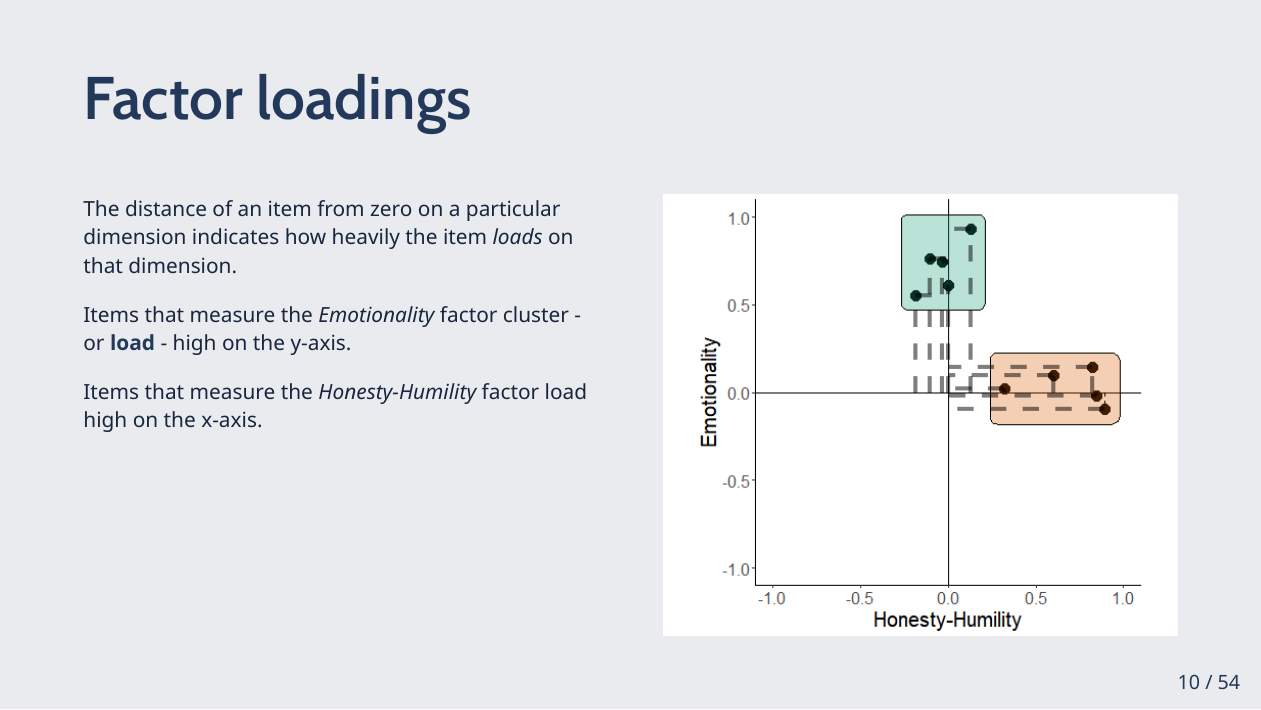 Factor loadings
The distance of an item from zero on a particular
dimension indicates how heavily the item loads on
that dimension.
Items that measure the Emotionality factor cluster -
or load - high on the y-axis.
Items that measure the Honesty-Humility factor load
high on the x-axis.
1.0
0.5
0.0
-0.5
-1.0
Emotionality
-1.0 -0.5 0.0 0.5 1.0
Honesty-Humility
10 / 54